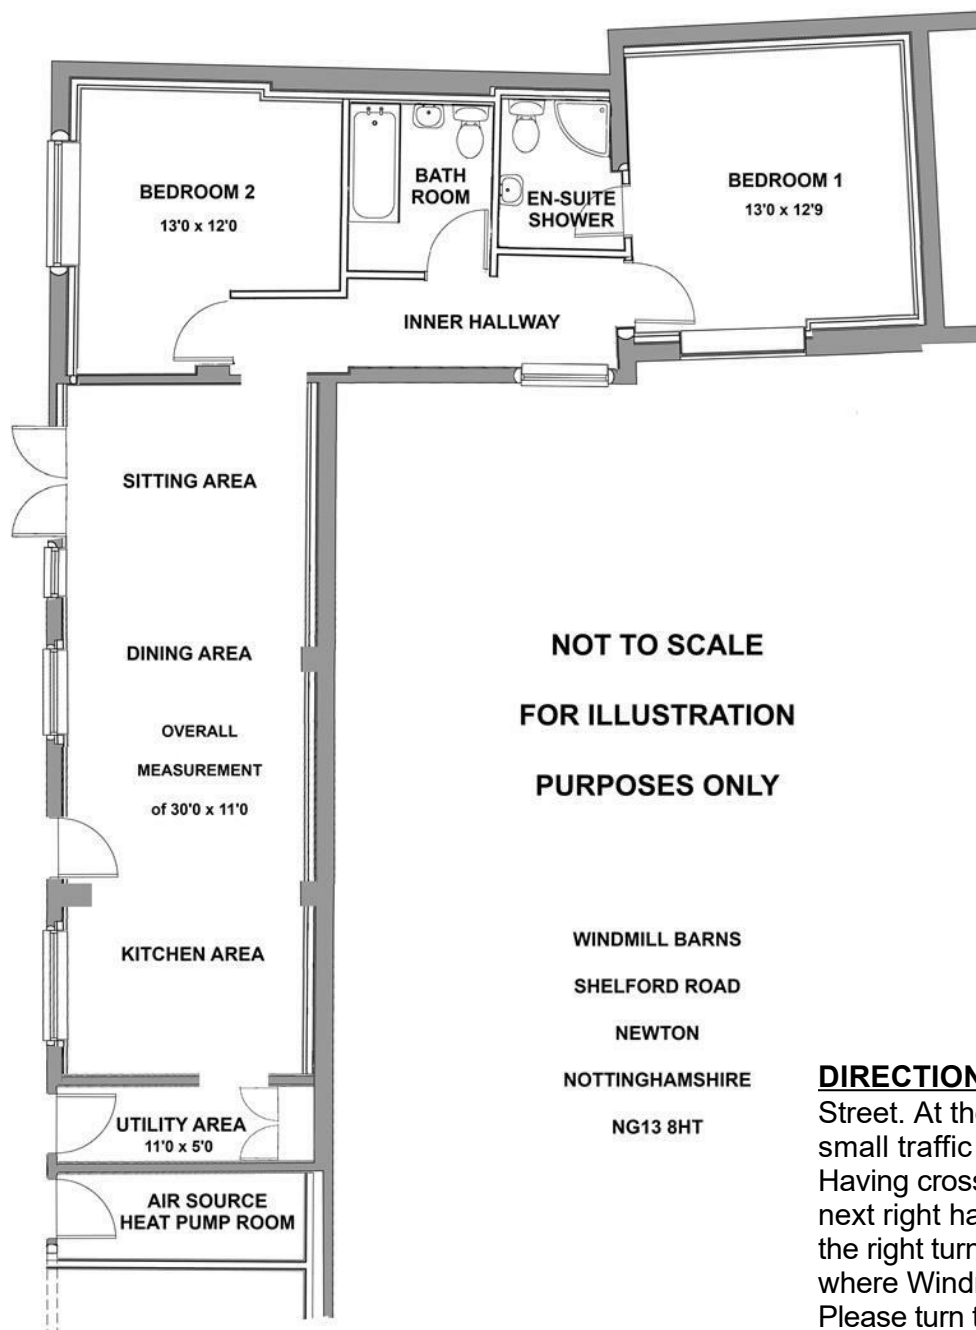 BEDROOM 2
13'0 x 12'0
BATH
ROOM
EN-SUITE
SHOWER
BEDROOM 1
13'0 x 12'9
INNER HALLWAY
SITTING AREA
DINING AREA
OVERALL
MEASUREMENT
of 30'0 x 11'0
KITCHEN AREA
UTILITY AREA
11'0 x 5'0
AIR SOURCE
HEAT PUMP ROOM
NOT TO SCALE
FOR ILLUSTRATION
PURPOSES ONLY
WINDMILL BARNS
SHELFORD ROAD
NEWTON
NOTTINGHAMSHIRE
NG13 8HT
DIRECTION
Street. At the
small traffic
Having cross
next right ha
the right turn
where Windm
Please turn t